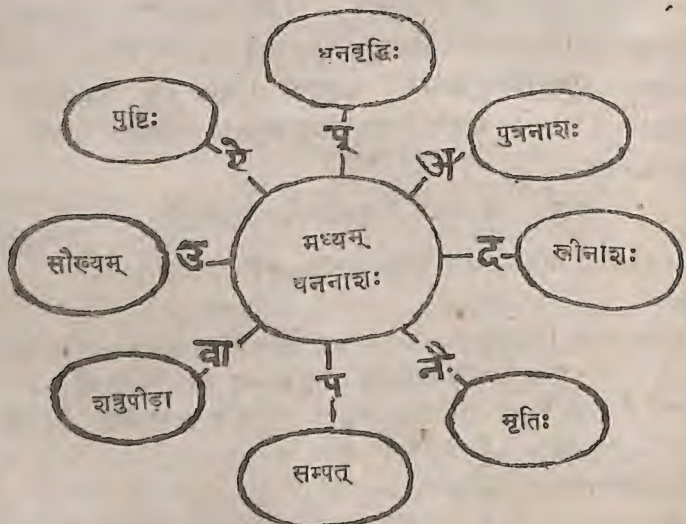 धनवृद्धिः
पुष्टिः
पुत्रनाशः
ऐ
पू
अ
मध्यम्
धननाशः
सौख्यम्
उ
द
स्त्रीनाशः
वा
प
नै
शत्रुपीड़ा
मृतिः
सम्पत्